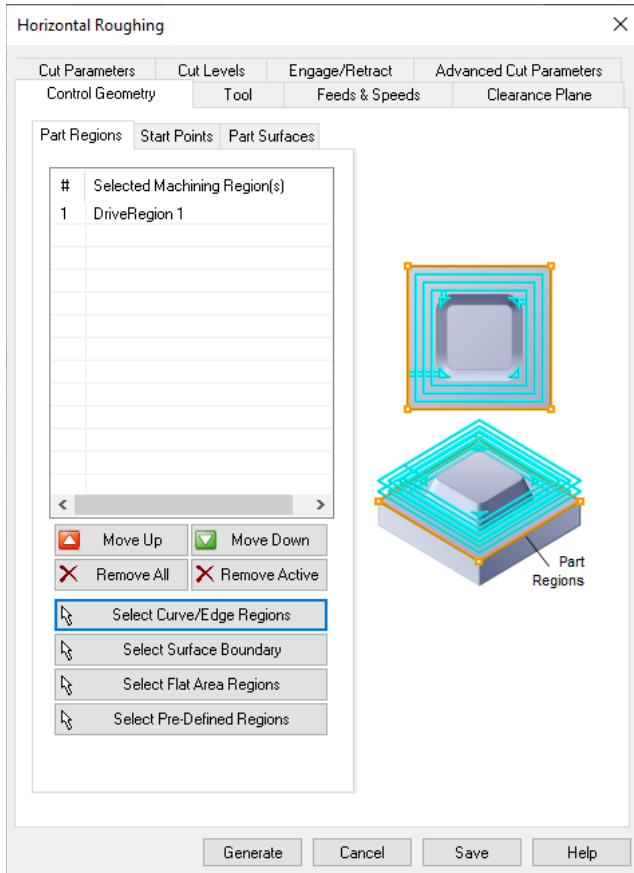 Horizontal Roughing
Cut Parameters Cut Levels Engage/Retract Advanced Cut Parameters
Control Geometry Tool Feeds & Speeds Clearance Plane
Part Regions Start Points Part Surfaces
# Selected Machining Region(s)
1 DriveRegion 1
Move Up Move Down
Remove All Remove Active
Select Curve/Edge Regions
Select Surface Boundary
Select Flat Area Regions
Select Pre-Defined Regions
Part
Regions
Generate Cancel Save Help